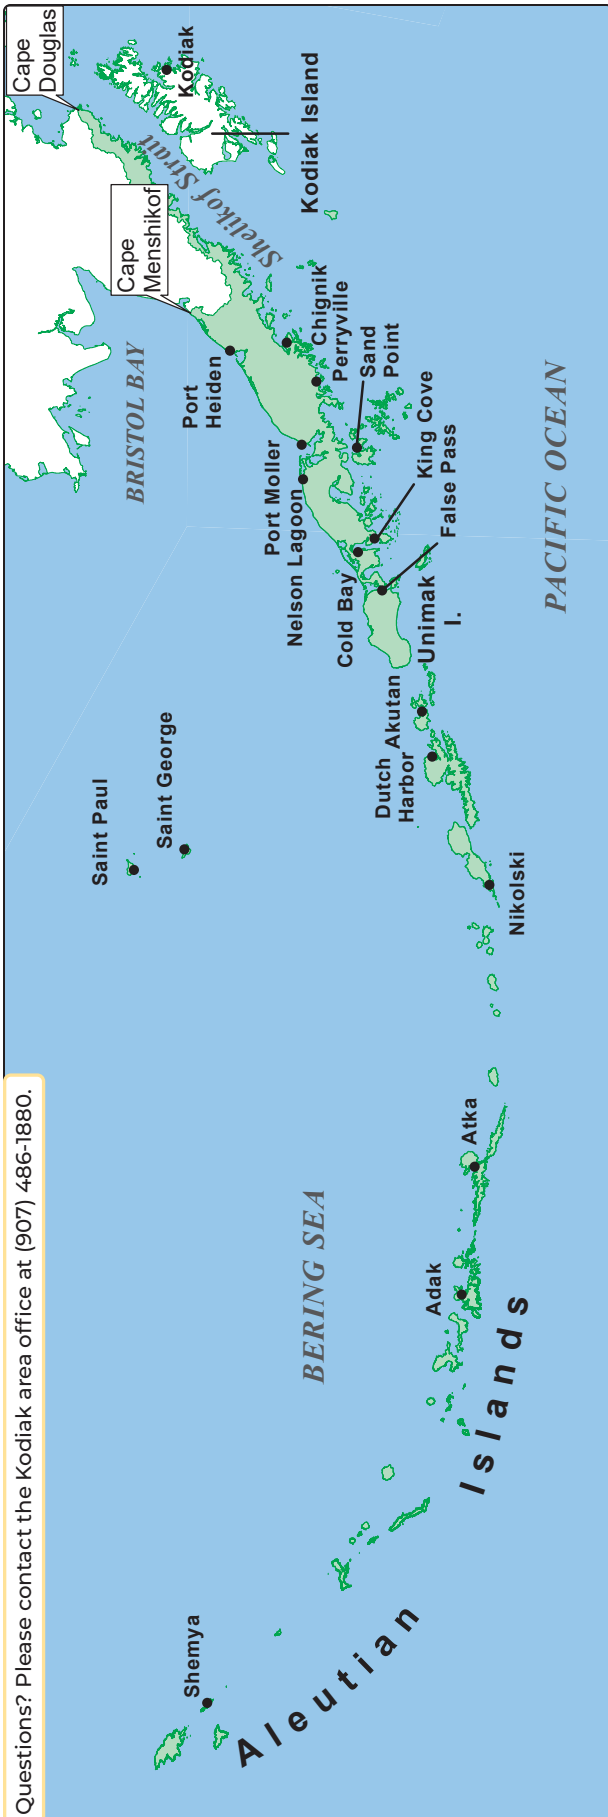 Questions? Please contact the Kodiak area office at (907) 486-1880.
Cape
Douglas
Kodiak
Kodiak Island
Shelikof Strait
Cape
Menshikof
BRISTOL BAY
Port
Heiden
Chignik
Perryville
Sand
Point
King Cove
False Pass
Port Moller
Nelson Lagoon
Cold Bay
Unimak
I.
PACIFIC OCEAN
Saint Paul
Saint George
Akutan
Dutch
Harbor
Nikolski
BERING SEA
Atka
Adak
Shemya
Aleutian
Islands